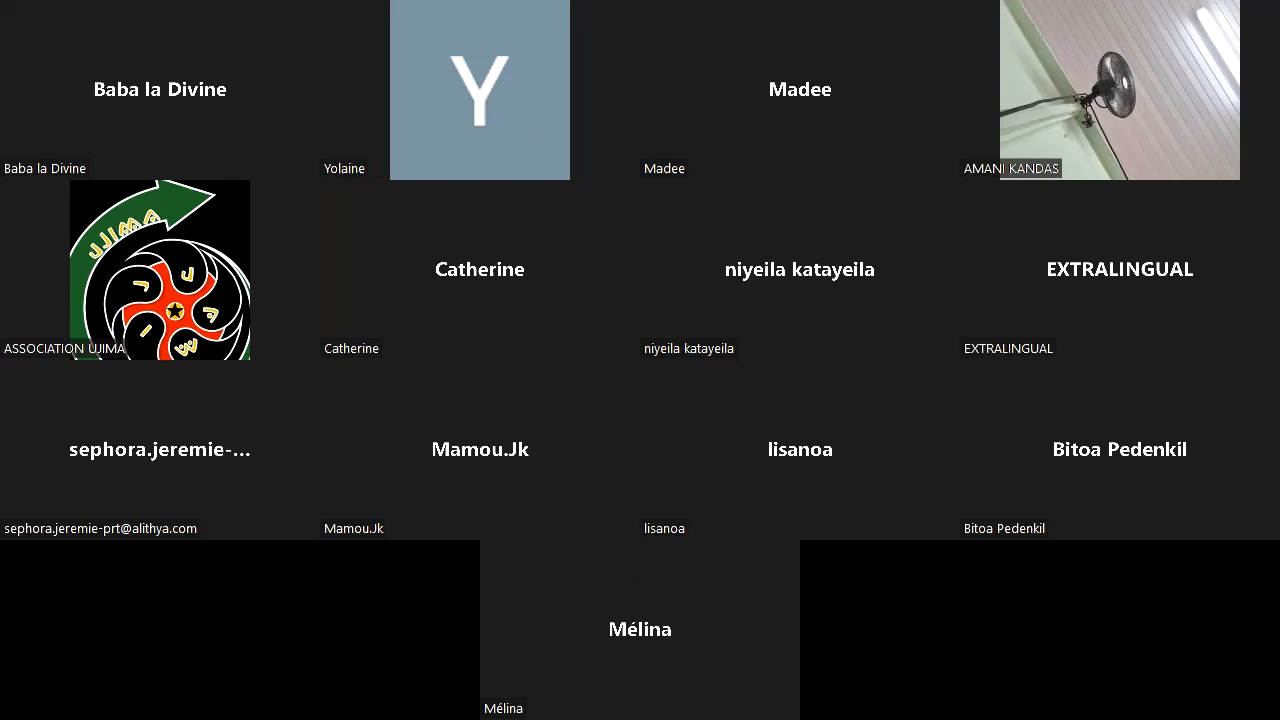 Baba la Divine
Baba la Divine
Y
Yolaine
Madee
Madee
AMANI KANDAS
UJIMA
U
J
I
M
A
ASSOCIATION UJIMA
Catherine
Catherine
niyeila katayeila
niyeila katayeila
EXTRALINGUAL
EXTRALINGUAL
sephora.jeremie-...
sephora.jeremie-prt@alithya.com
Mamou.Jk
Mamou.Jk
lisanoa
lisanoa
Bitoa Pedenkil
Bitoa Pedenkil
Mélina
Mélina